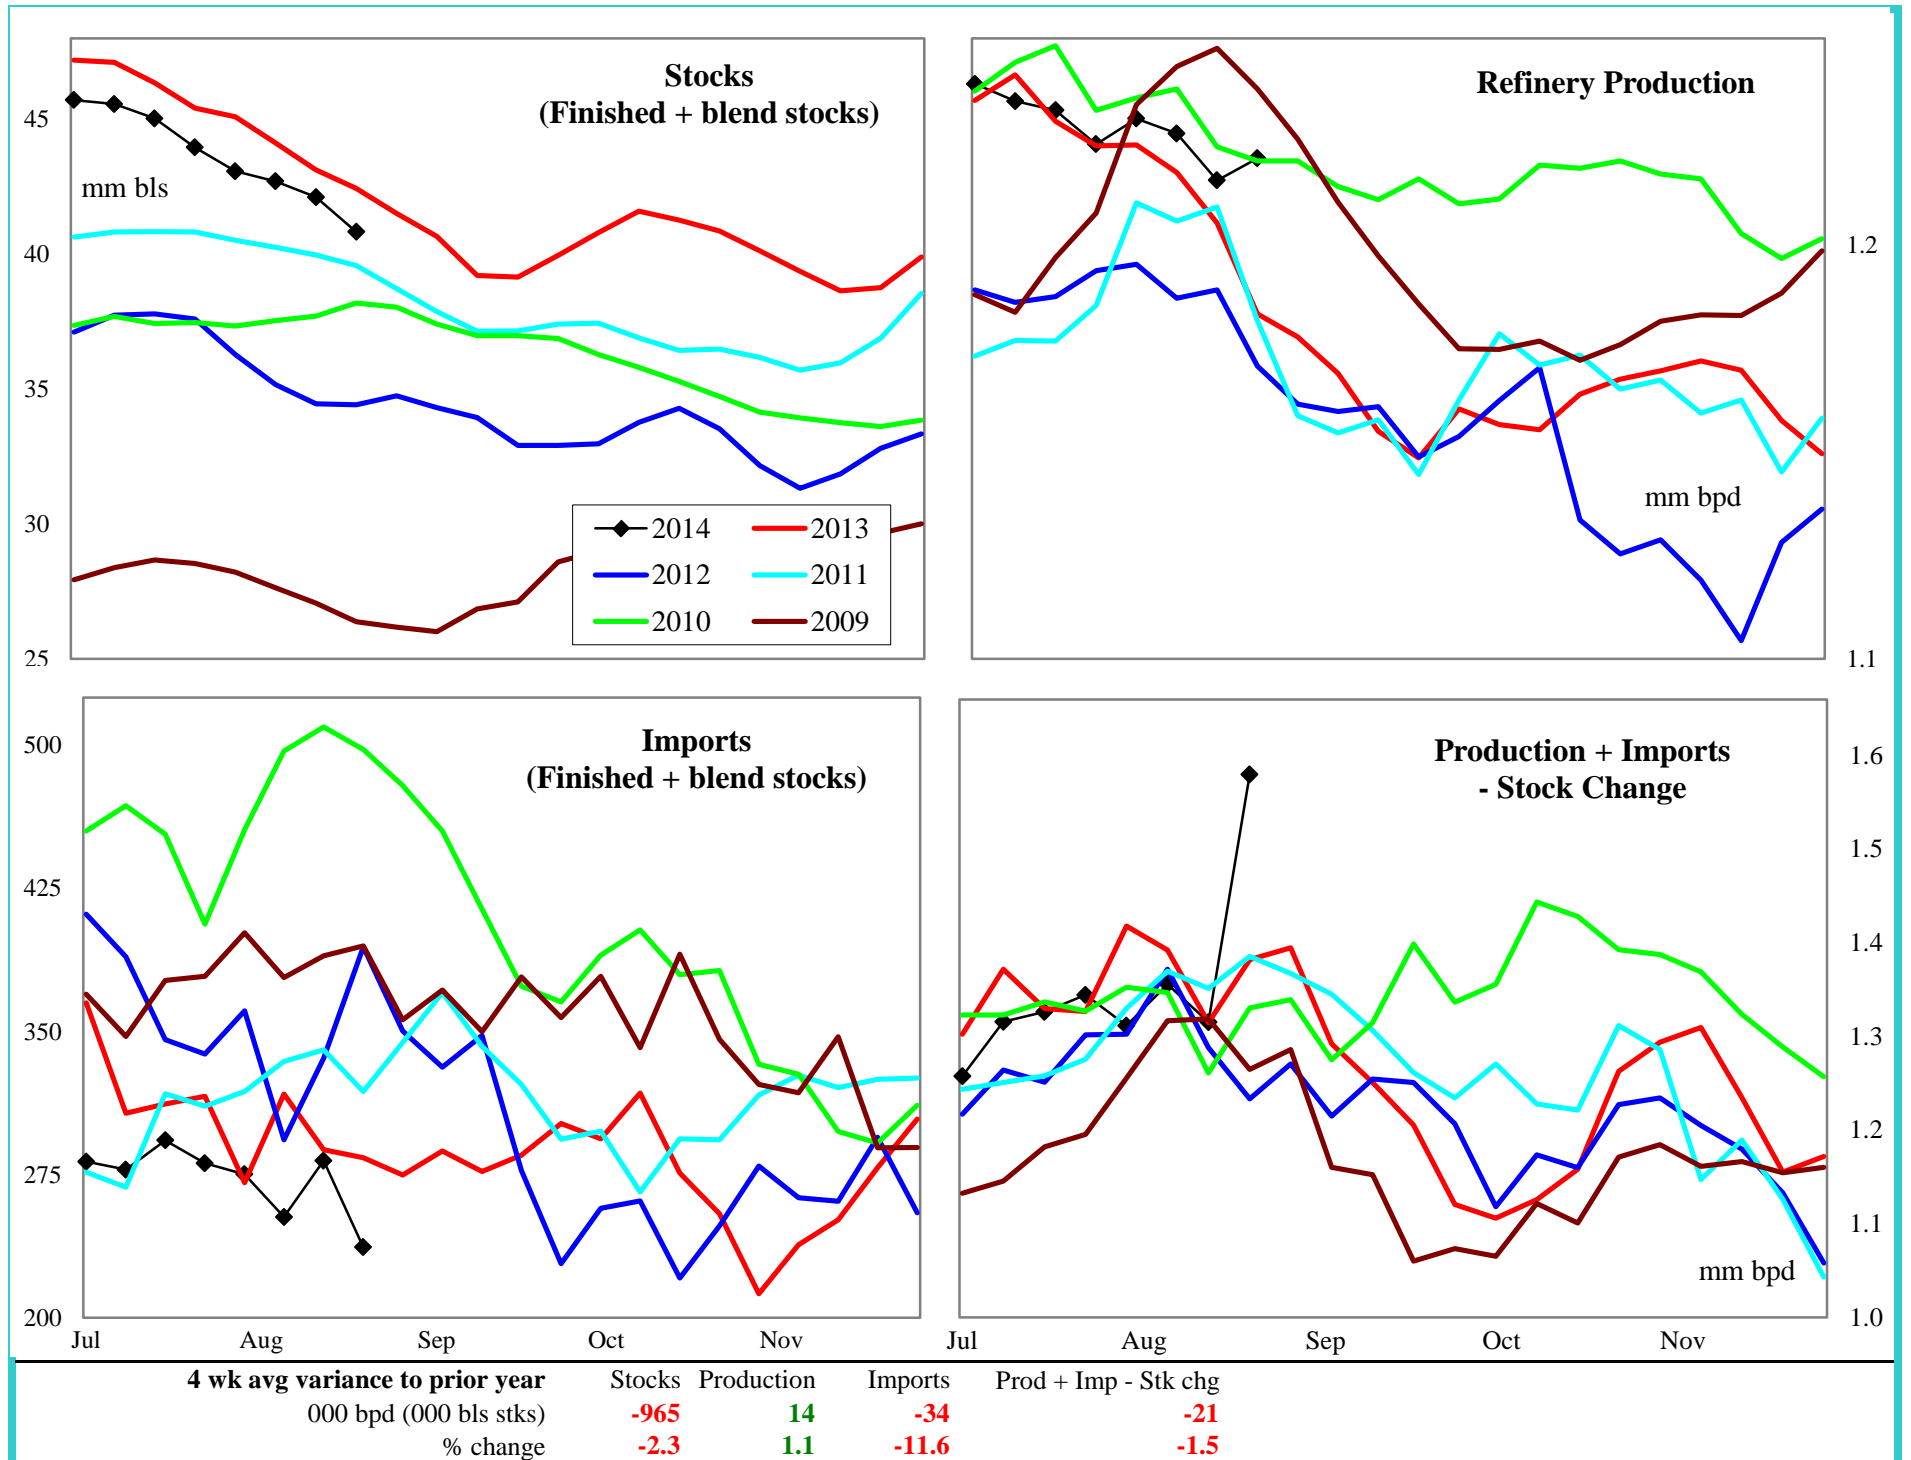 Stocks
(Finished + blend stocks)
45
mm bls
40
35
30
25
2014
2013
2012
2011
2010
2009
Refinery Production
1.2
mm bpd
1.1
Imports
(Finished + blend stocks)
500
425
350
275
200
Jul Aug Sep Oct Nov
Production + Imports
- Stock Change
1.6
1.5
1.4
1.3
1.2
1.1
mm bpd
1.0
Jul Aug Sep Oct Nov
4 wk avg variance to prior year Stocks Production Imports Prod + Imp - Stk chg
000 bpd (000 bls stks) -965 14 -34 -21
% change -2.3 1.1 -11.6 -1.5